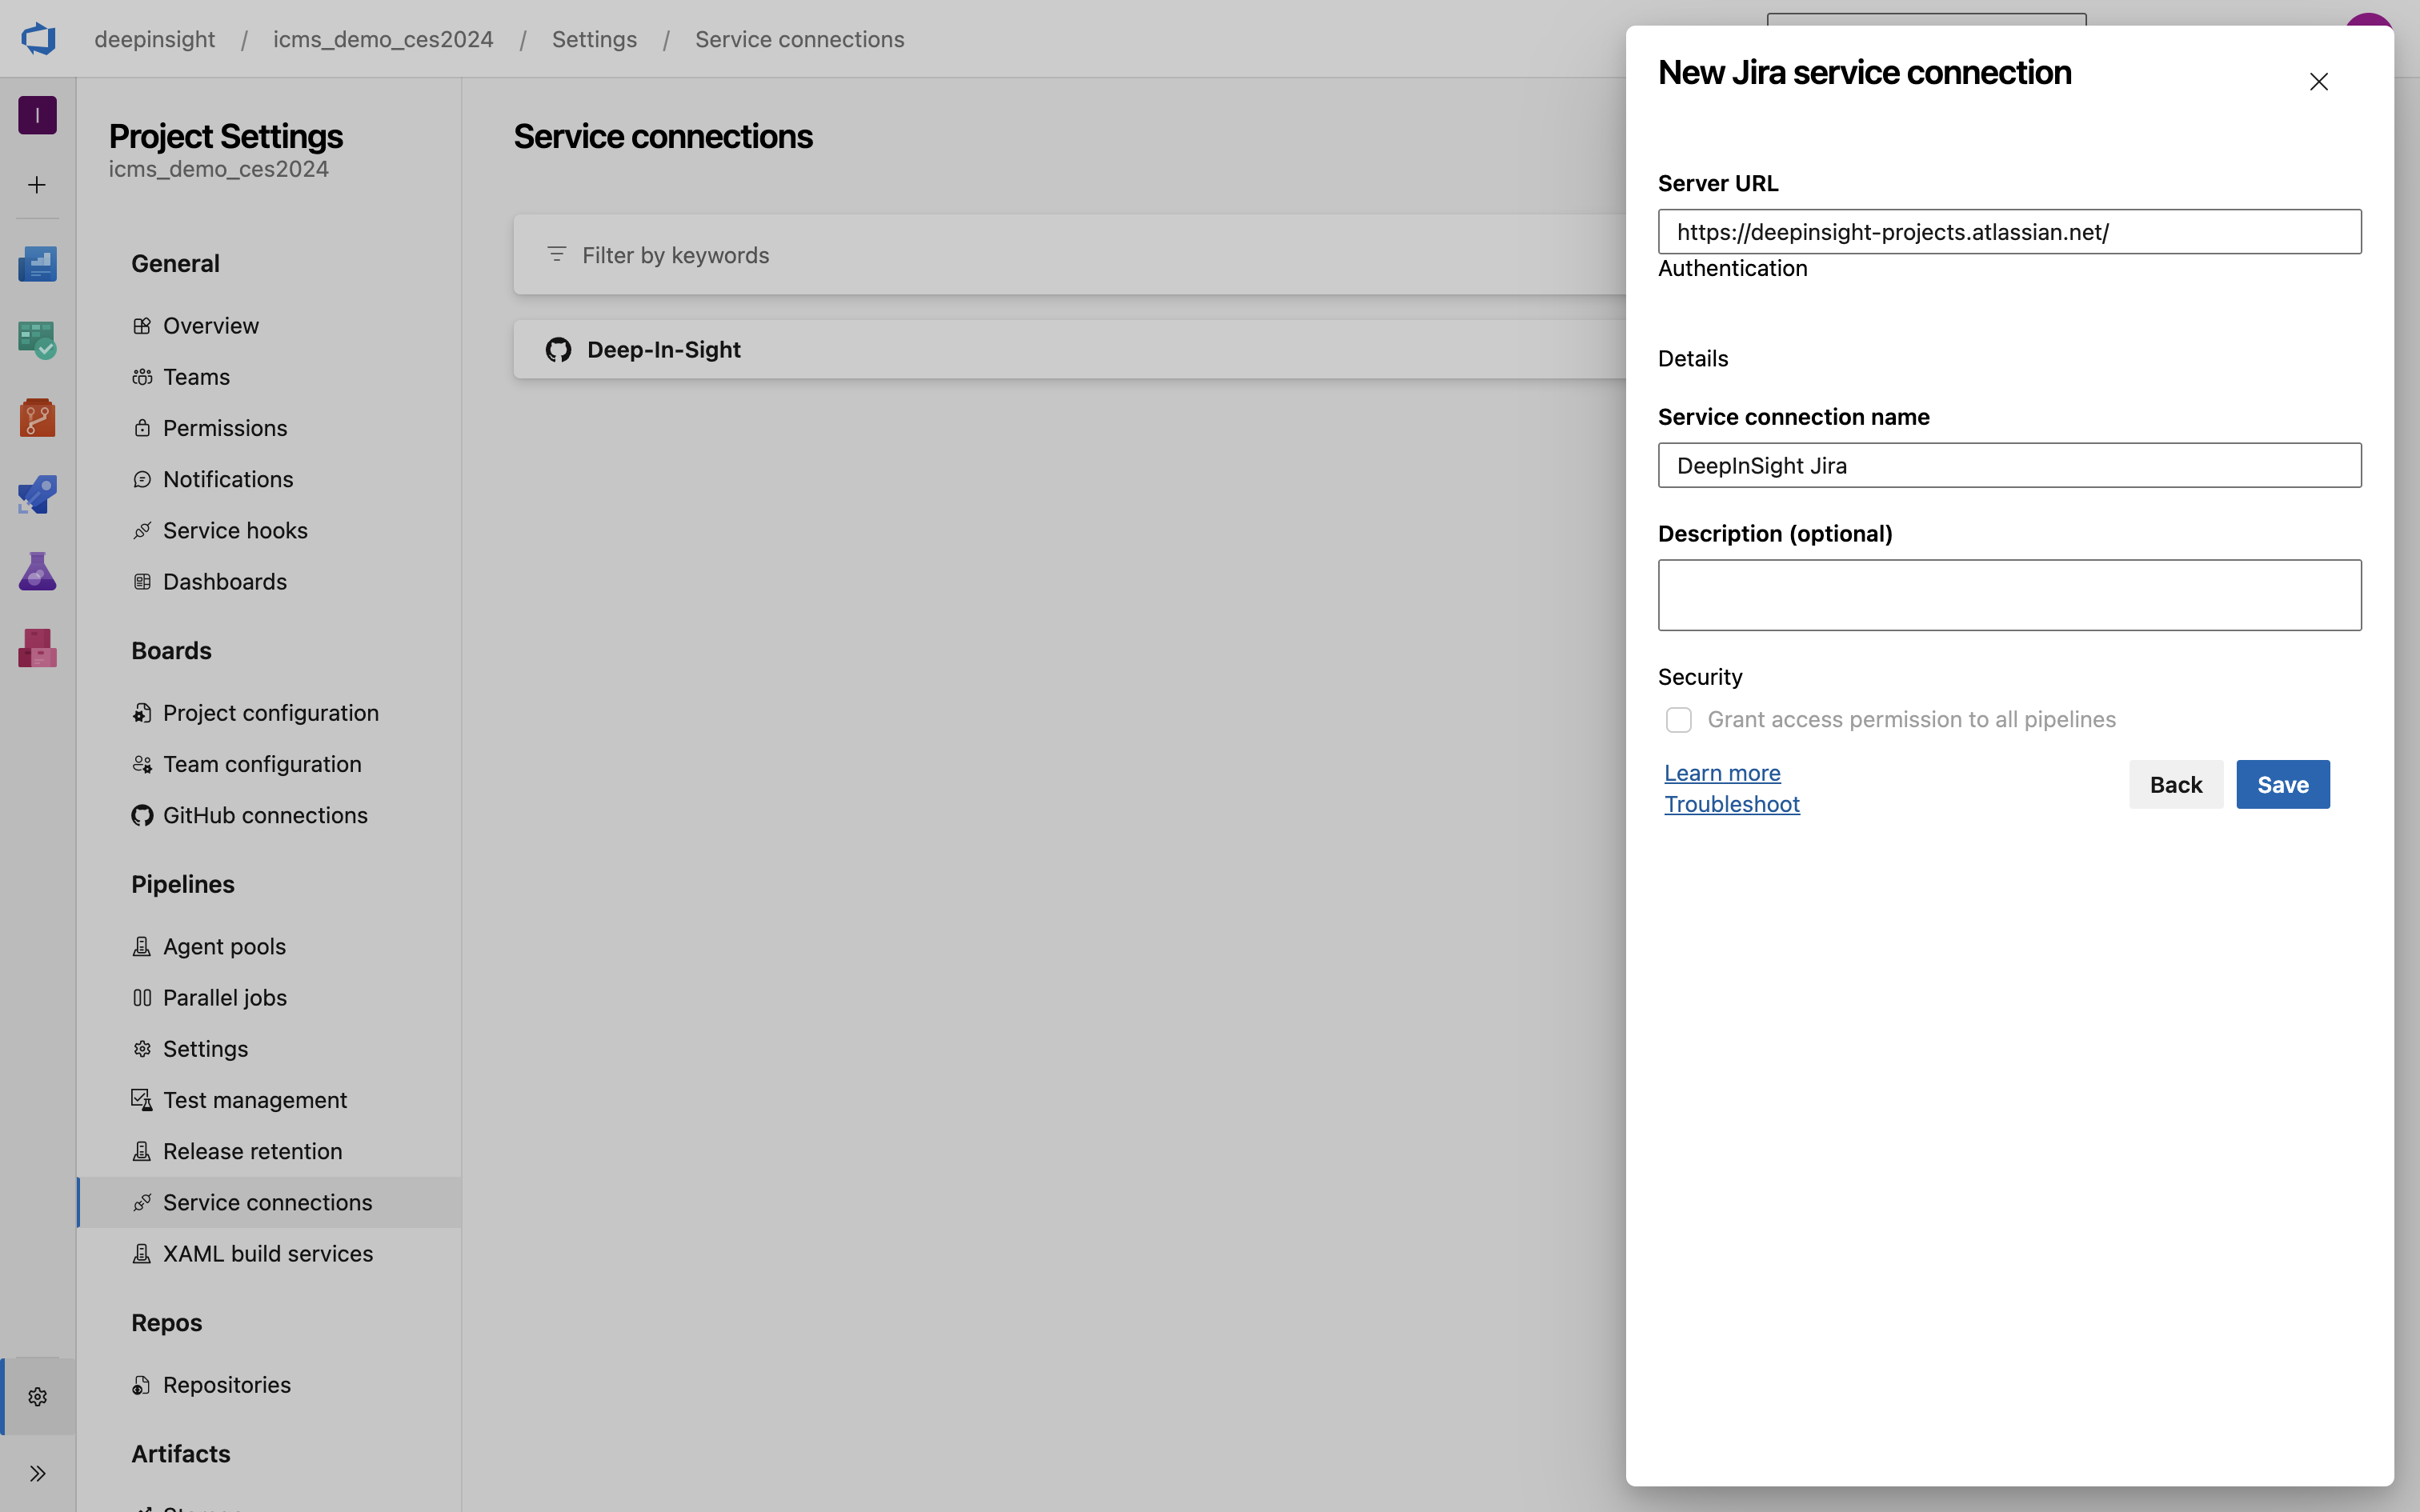 deepinsight / icms_demo_ces2024 / Settings / Service connections
I
Project Settings
icms_demo_ces2024
General
Overview
Teams
Permissions
Notifications
Service hooks
Dashboards
Boards
Project configuration
Team configuration
GitHub connections
Pipelines
Agent pools
Parallel jobs
Settings
Test management
Release retention
Service connections
XAML build services
Repos
Repositories
Artifacts
Service connections
Filter by keywords
Deep-In-Sight
New Jira service connection
Server URL
https://deepinsight-projects.atlassian.net/
Authentication
Details
Service connection name
DeepInSight Jira
Description (optional)
Security
Grant access permission to all pipelines
Learn more
Troubleshoot
Back
Save